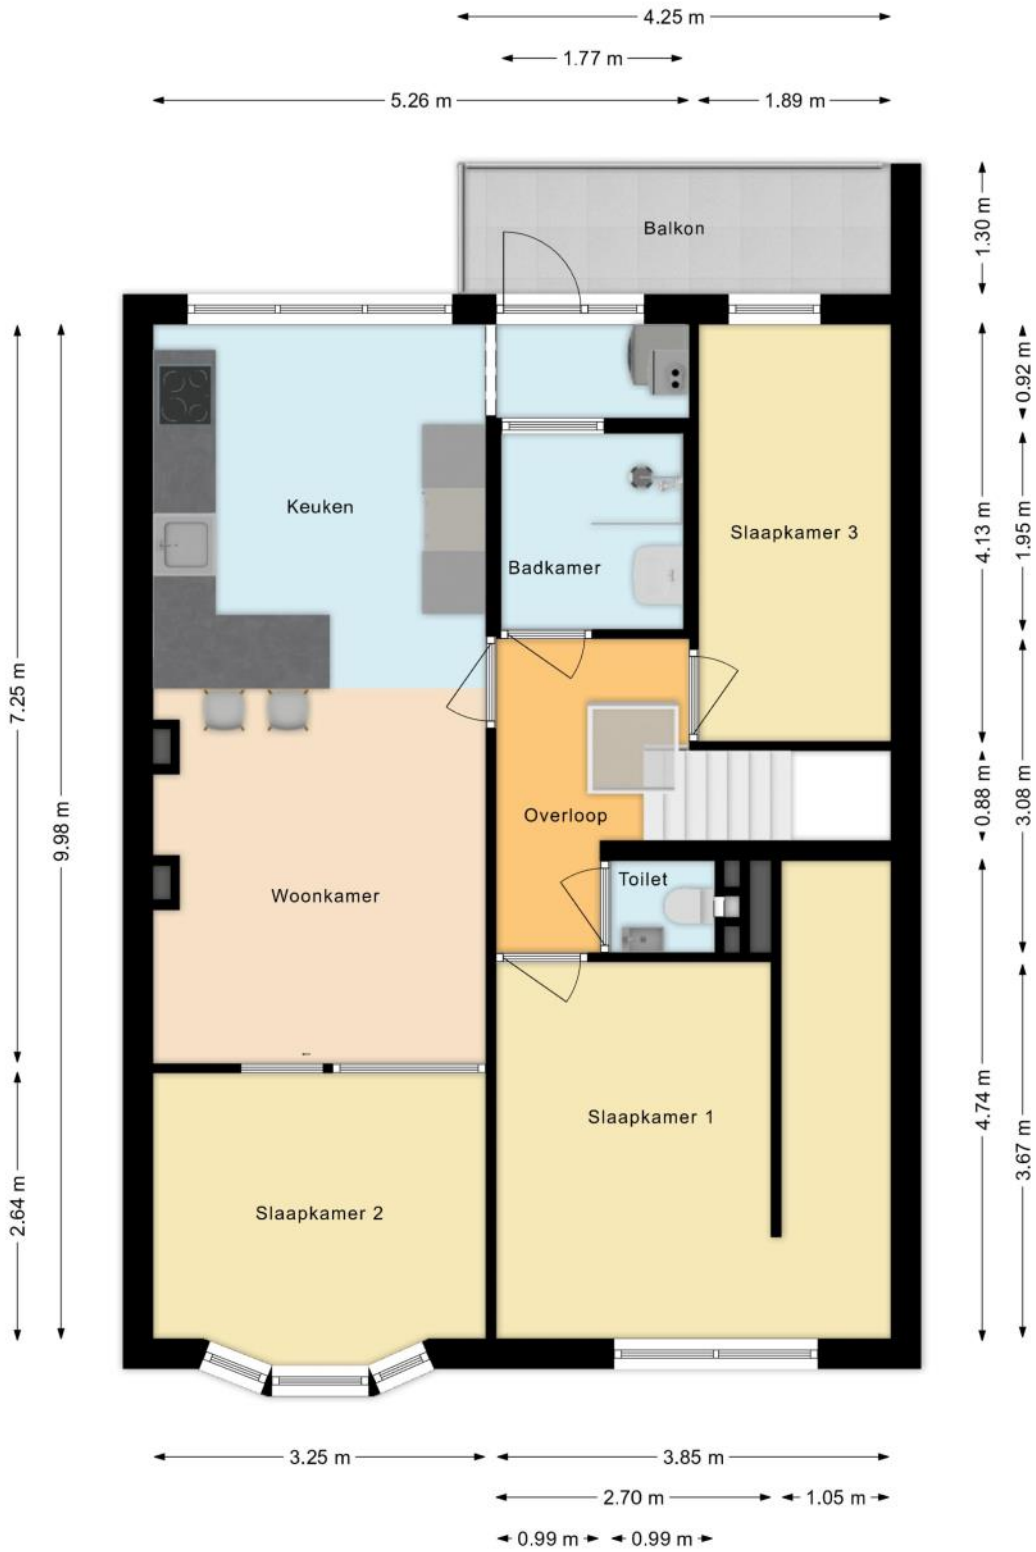 4.25 m
1.77 m
5.26 m
1.89 m
Balkon
1.30 m
Keuken
Slaapkamer 3
Badkamer
0.92 m
4.13 m
1.95 m
7.25 m
9.98 m
Overloop
0.88 m
3.08 m
Toilet
Woonkamer
Slaapkamer 1
4.74 m
3.67 m
Slaapkamer 2
2.64 m
3.25 m
3.85 m
2.70 m
1.05 m
0.99 m
0.99 m